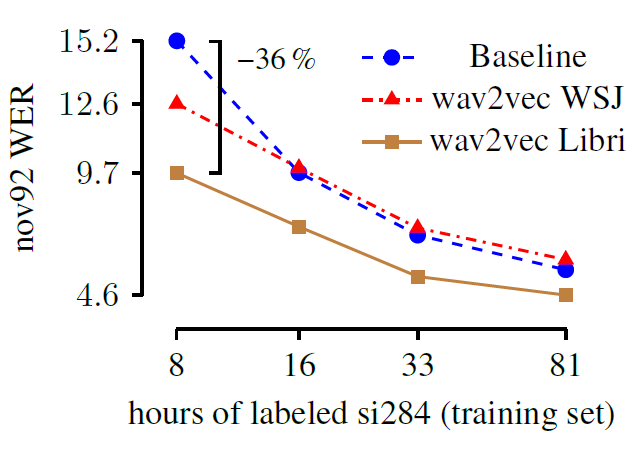 15.2
12.6
9.7
4.6
nov92 WER
−36 %
Baseline
wav2vec WSJ
wav2vec Libri
8 16 33 81
hours of labeled si284 (training set)